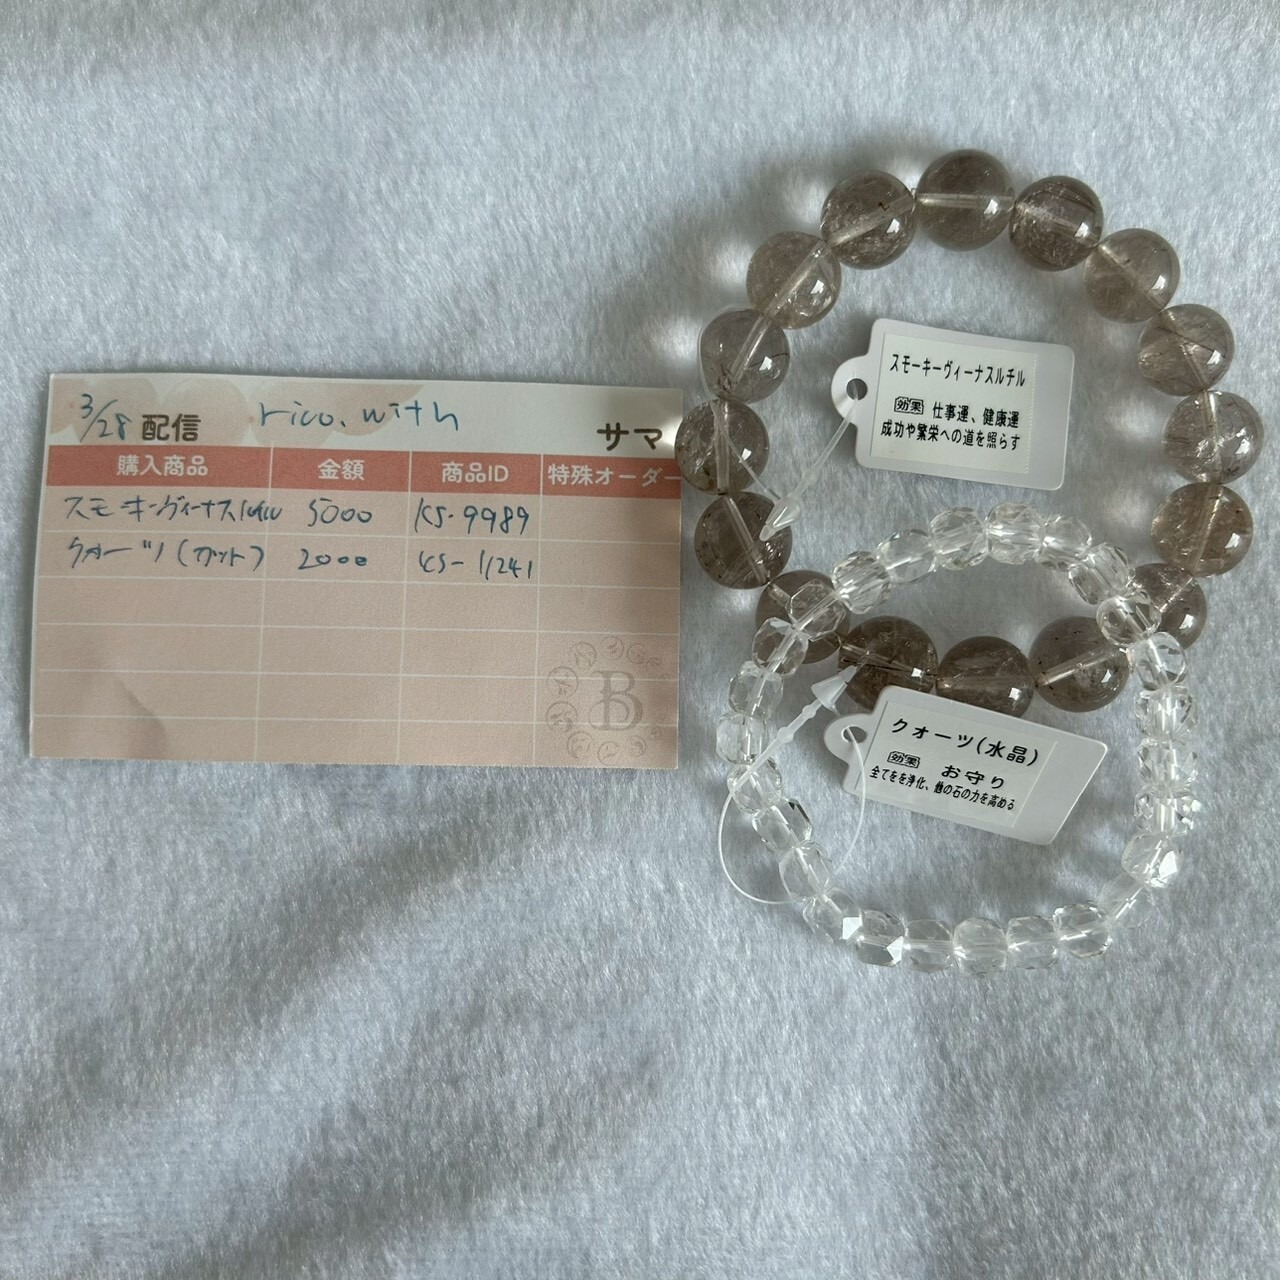 3/28 配信 rico.with サマ
購入商品 金額 商品ID 特殊オーダー
スモーキーヴィーナスルチル 5000 KS-9989
クォーツ(カット) 2000 KS-11241
B
スモーキーヴィーナスルチル
効果 仕事運、健康運
成功や繁栄への道を照らす
クォーツ(水晶)
効果 お守り
全てをを浄化、他の石の力を高める